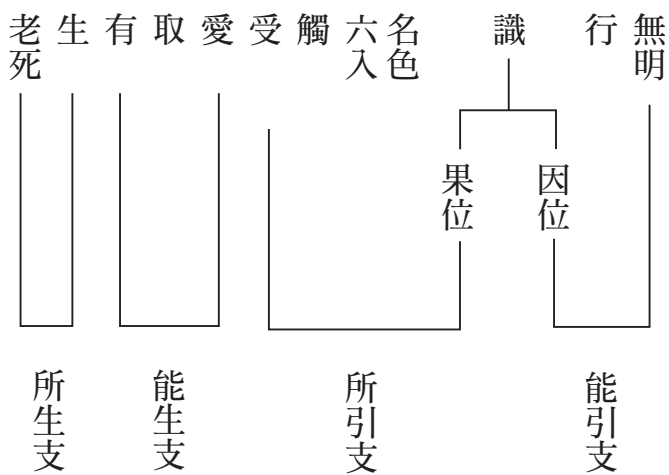 無明
行
識
名色
六入
觸
受
愛
取
有
生
老死
因位
果位
能引支
所引支
能生支
所生支